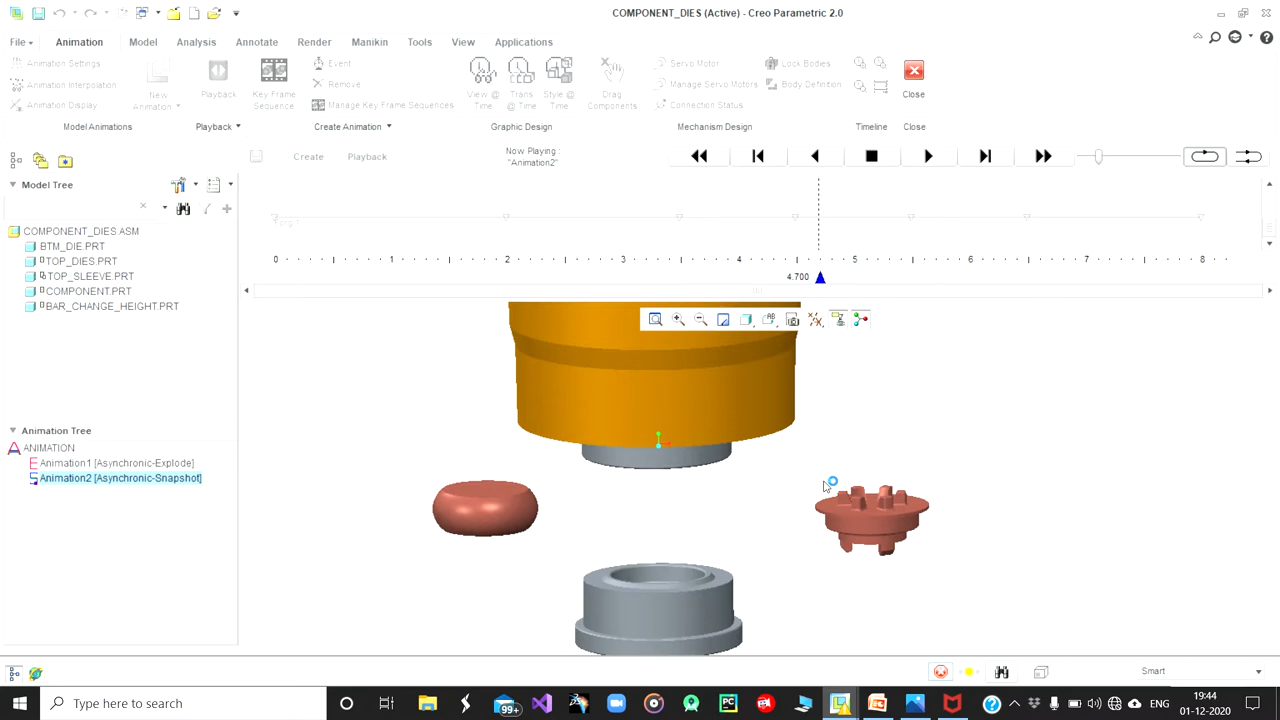 COMPONENT_DIES (Active) - Creo Parametric 2.0
File Animation Model Analysis Annotate Render Manikin Tools View Applications
Animation Settings
Animation Interpolation
Animation Display
New Animation
Playback
Key Frame Sequence
Event
Remove
Manage Key Frame Sequences
View @ Time
Trans @ Time
Style @ Time
Drag Components
Servo Motor
Manage Servo Motors
Connection Status
Lock Bodies
Body Definition
Close
Model Animations Playback Create Animation Graphic Design Mechanism Design Timeline Close
Create Playback
Now Playing :
"Animation2"
Model Tree
COMPONENT_DIES.ASM
BTM_DIE.PRT
TOP_DIES.PRT
TOP_SLEEVE.PRT
COMPONENT.PRT
BAR_CHANGE_HEIGHT.PRT
0 1 2 3 4 5 6 7 8
4.700
Animation Tree
ANIMATION
Animation1 [Asynchronic-Explode]
Animation2 [Asynchronic-Snapshot]
Smart
Type here to search
99+
PC
ENG
19:44
01-12-2020